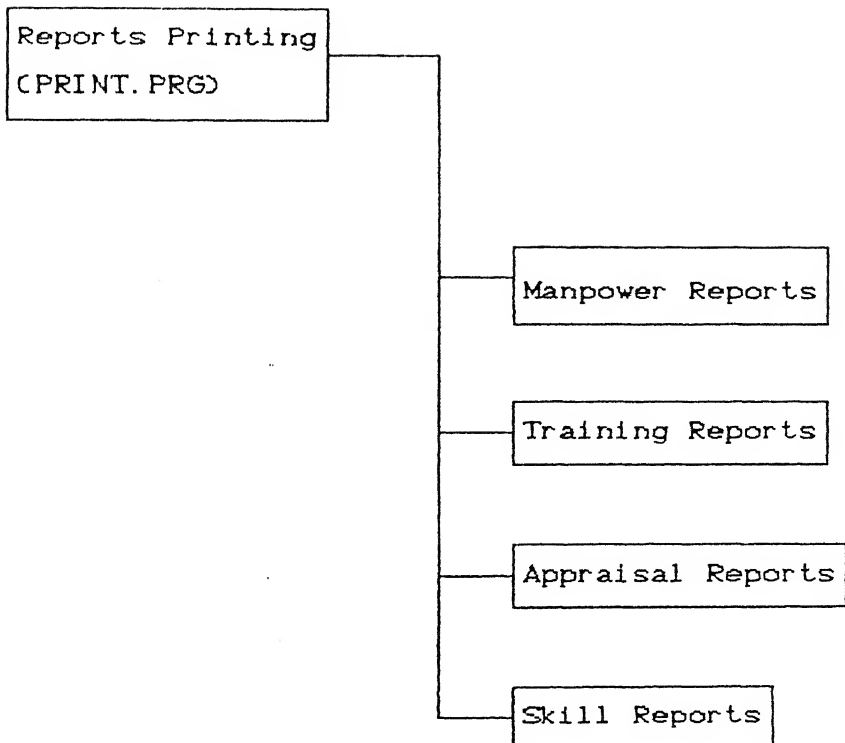 Reports Printing
(PRINT.PRG)
Manpower Reports
Training Reports
Appraisal Reports
Skill Reports